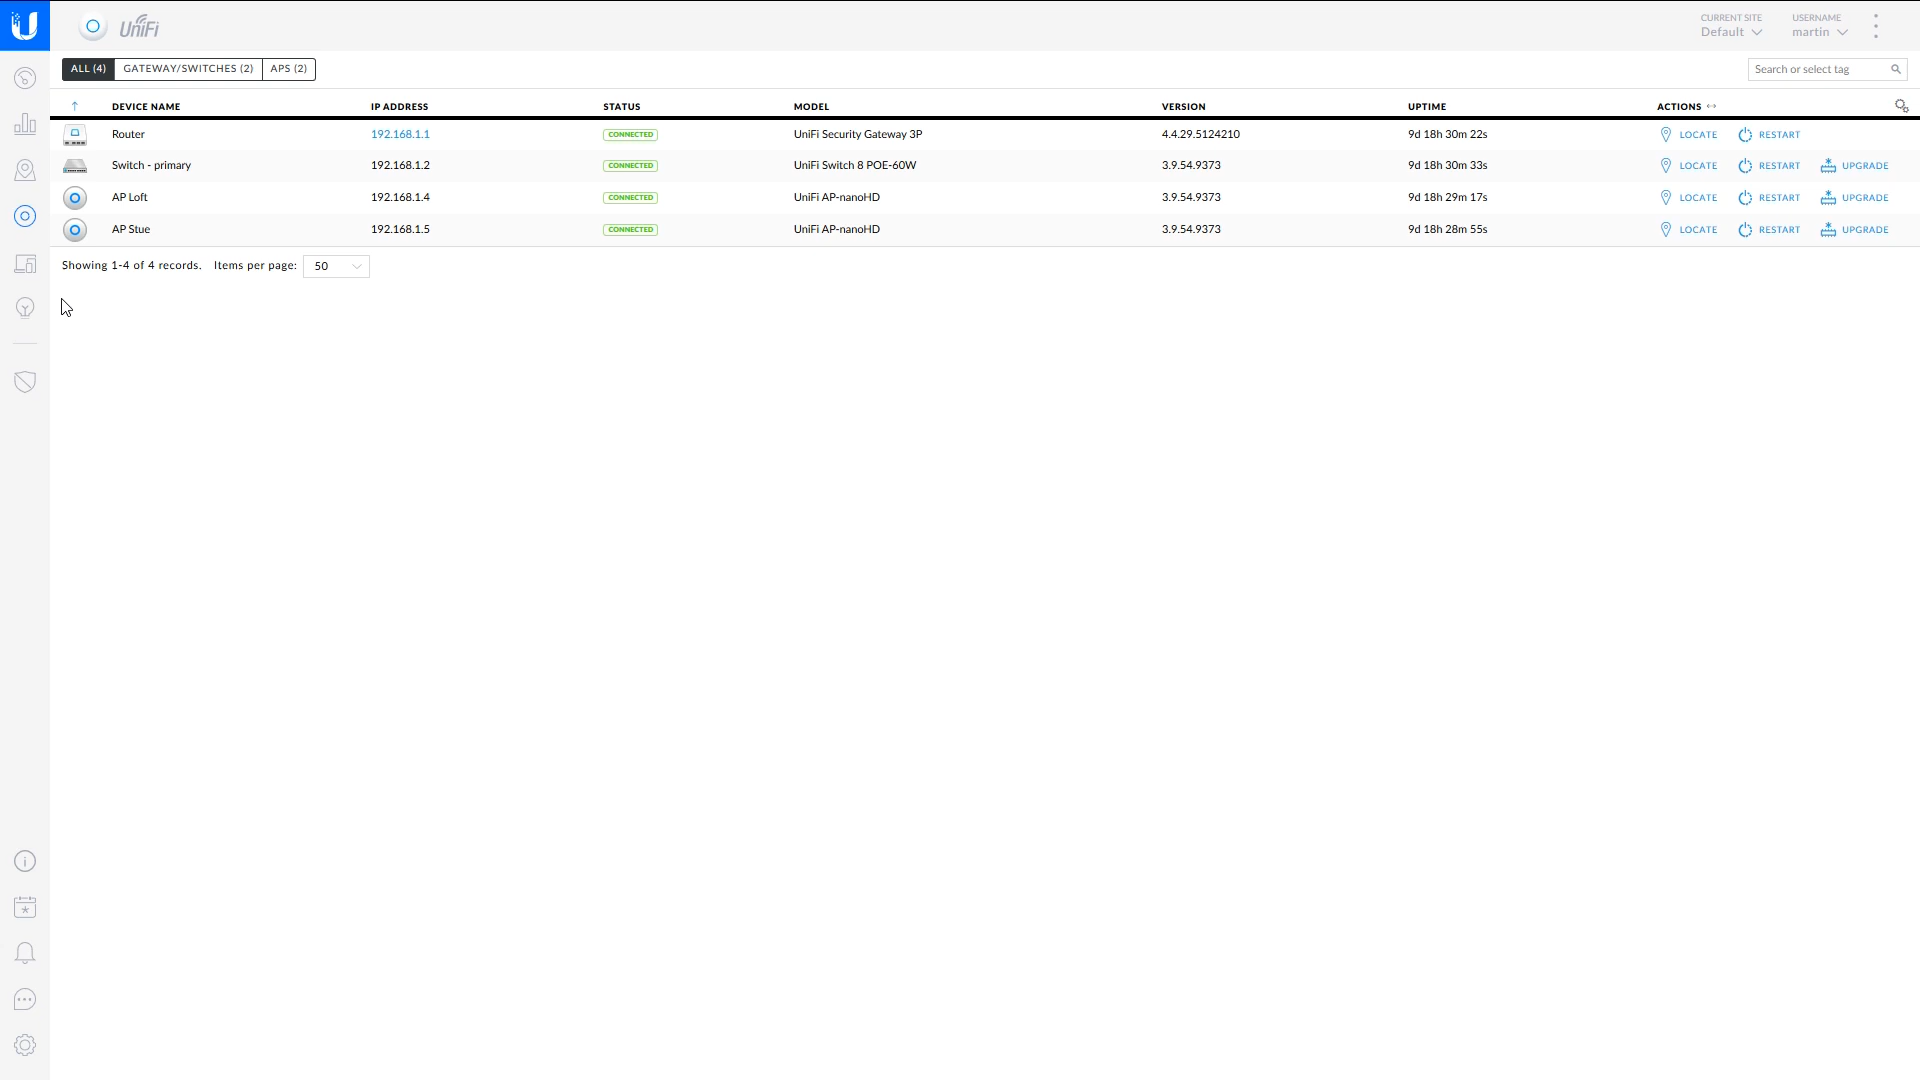 UniFi
CURRENT SITE
Default
USERNAME
martin
ALL (4) GATEWAY/SWITCHES (2) APS (2)
Search or select tag
DEVICE NAME IP ADDRESS STATUS MODEL VERSION UPTIME ACTIONS
Router 192.168.1.1 CONNECTED UniFi Security Gateway 3P 4.4.29.5124210 9d 18h 30m 22s LOCATE RESTART
Switch - primary 192.168.1.2 CONNECTED UniFi Switch 8 POE-60W 3.9.54.9373 9d 18h 30m 33s LOCATE RESTART UPGRADE
AP Loft 192.168.1.4 CONNECTED UniFi AP-nanoHD 3.9.54.9373 9d 18h 29m 17s LOCATE RESTART UPGRADE
AP Stue 192.168.1.5 CONNECTED UniFi AP-nanoHD 3.9.54.9373 9d 18h 28m 55s LOCATE RESTART UPGRADE
Showing 1-4 of 4 records. Items per page: 50